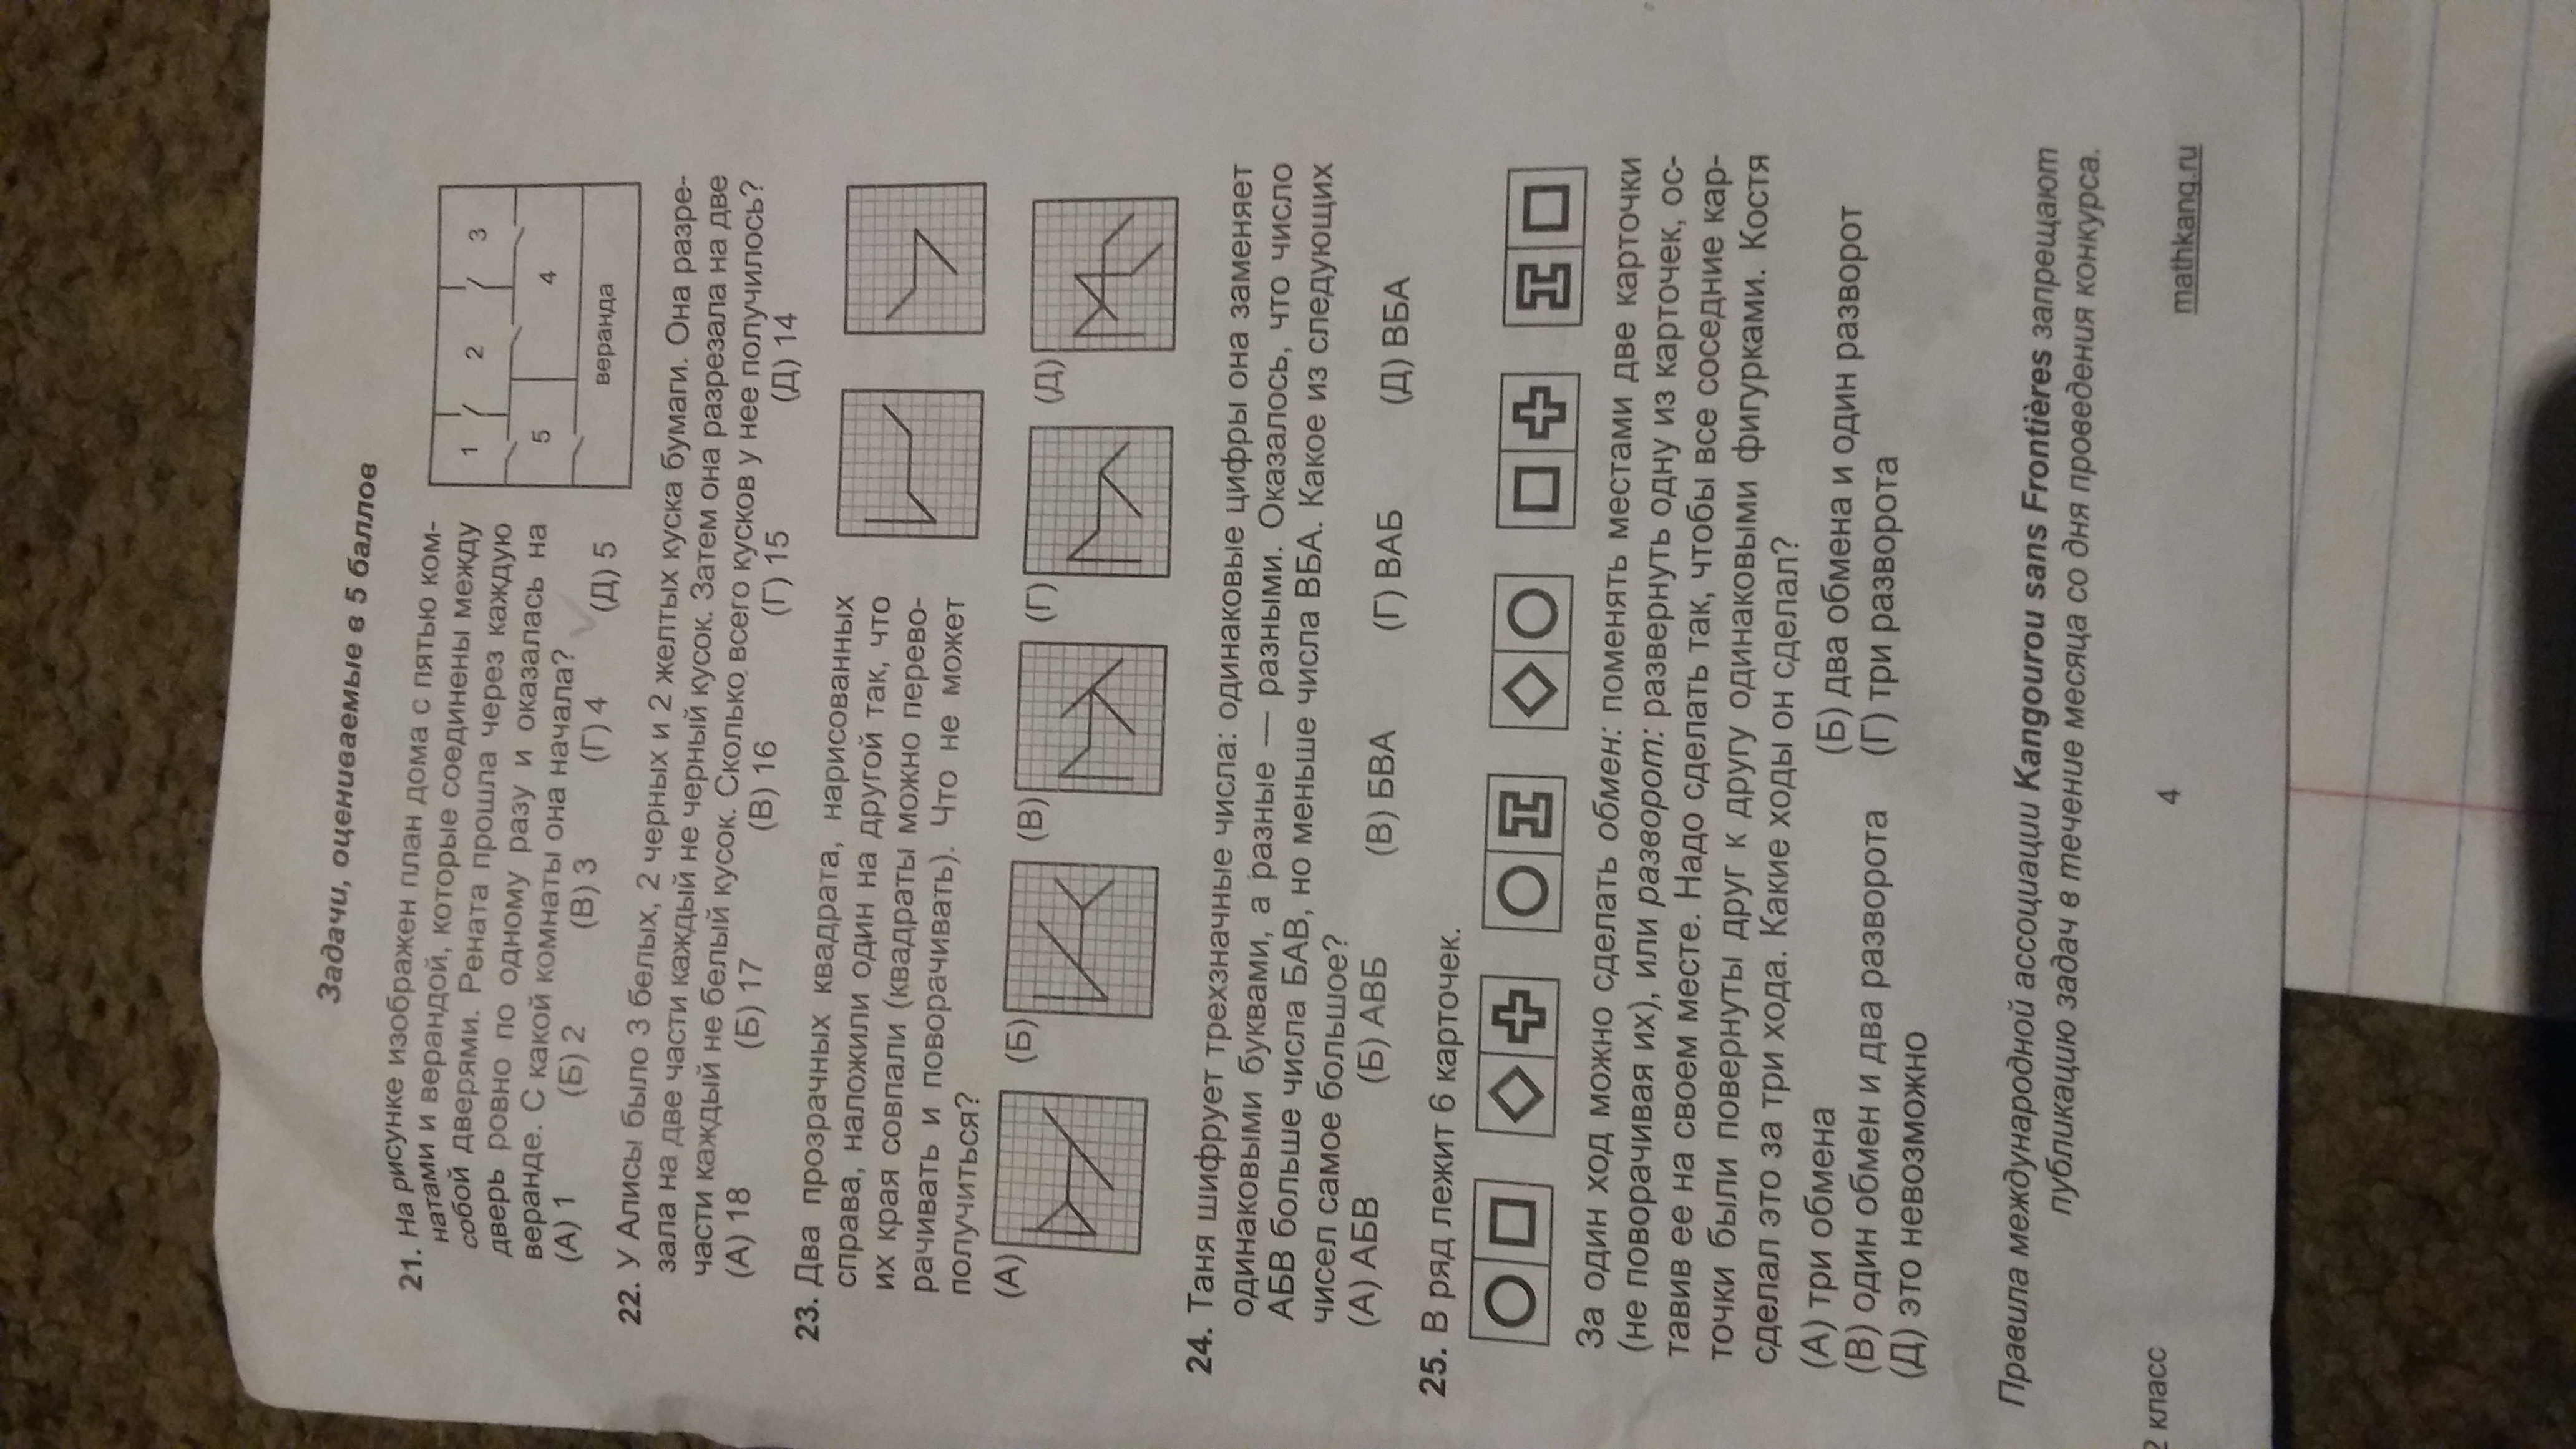 Задачи, оцениваемые в 5 баллов
21. На рисунке изображен план дома с пятью ком-
натами и верандой, которые соединены между
собой дверями. Рената прошла через каждую
дверь ровно по одному разу и оказалась на
веранде. С какой комнаты она начала?
(А) 1 (Б) 2 (В) 3 (Г) 4 (Д) 5
1 2 3
5 4
веранда
22. У Алисы было 3 белых, 2 черных и 2 желтых куска бумаги. Она разре-
зала на две части каждый не черный кусок. Затем она разрезала на две
части каждый не белый кусок. Сколько всего кусков у нее получилось?
(А) 18 (Б) 17 (В) 16 (Г) 15 (Д) 14
23. Два прозрачных квадрата, нарисованных
справа, наложили один на другой так, что
их края совпали (квадраты можно перево-
рачивать и поворачивать). Что не может
получиться?
(А) (Б) (В) (Г) (Д)
24. Таня шифрует трехзначные числа: одинаковые цифры она заменяет
одинаковыми буквами, а разные — разными. Оказалось, что число
АБВ больше числа БАВ, но меньше числа ВБА. Какое из следующих
чисел самое большое?
(А) АБВ (Б) АВБ (В) БВА (Г) ВАБ (Д) ВБА
25. В ряд лежит 6 карточек.
За один ход можно сделать обмен: поменять местами две карточки
(не поворачивая их), или разворот: развернуть одну из карточек, ос-
тавив ее на своем месте. Надо сделать так, чтобы все соседние кар-
точки были повернуты друг к другу одинаковыми фигурками. Костя
сделал это за три хода. Какие ходы он сделал?
(А) три обмена (Б) два обмена и один разворот
(В) один обмен и два разворота (Г) три разворота
(Д) это невозможно
Правила международной ассоциации Kangourou sans Frontières запрещают
публикацию задач в течение месяца со дня проведения конкурса.
2 класс 4 mathkang.ru